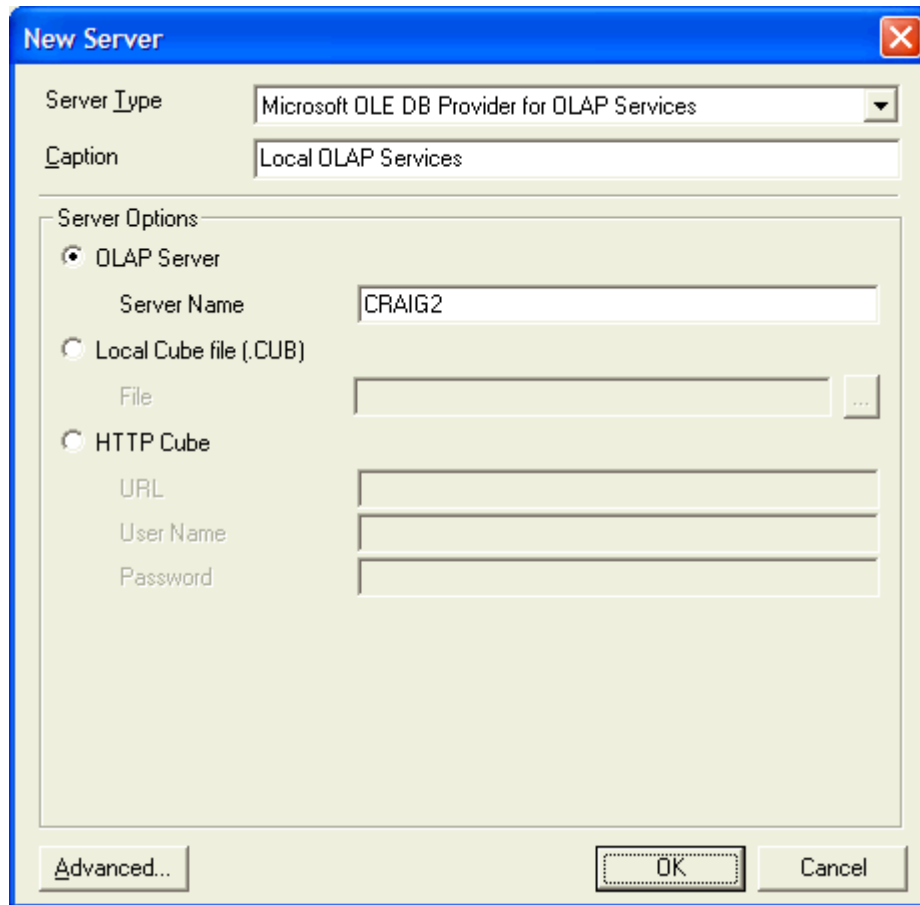 New Server
Server Type Microsoft OLE DB Provider for OLAP Services
Caption Local OLAP Services
Server Options
OLAP Server
Server Name CRAIG2
Local Cube file (.CUB)
File ...
HTTP Cube
URL
User Name
Password
Advanced... OK Cancel